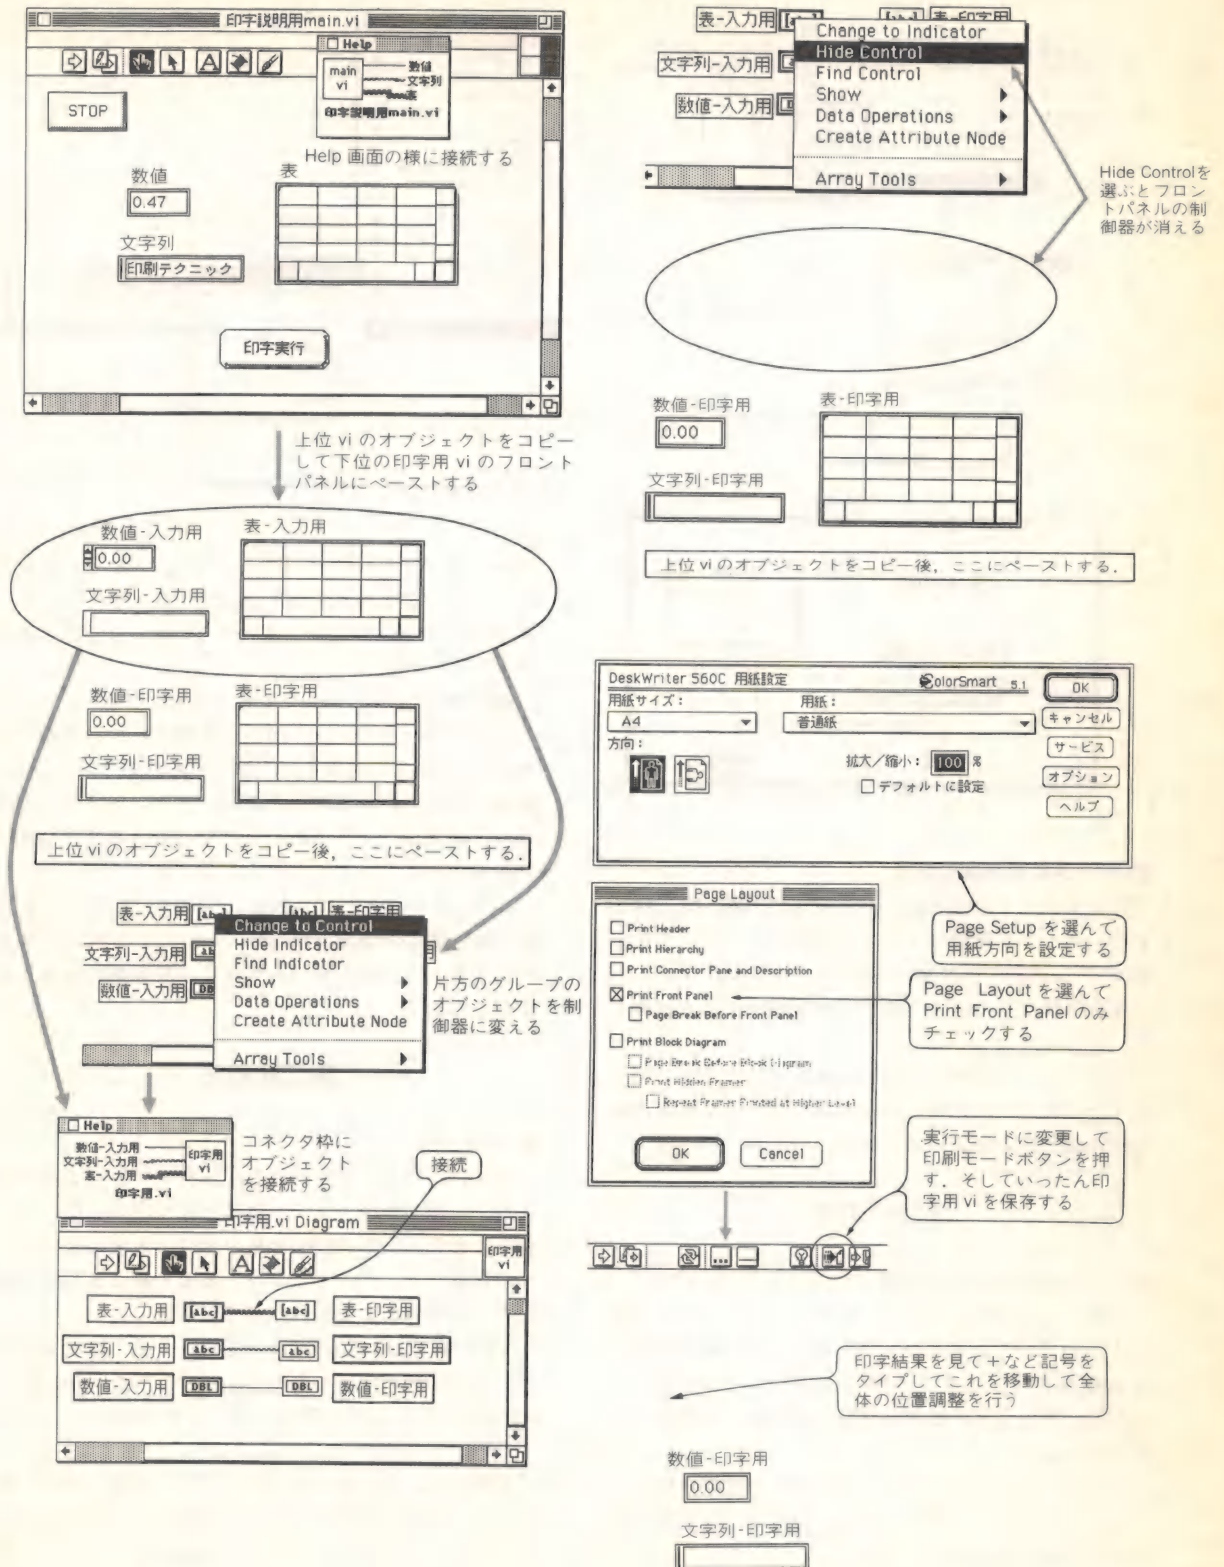 印字説明用main.vi
Help
main
vi
数値
文字列
表
印字説明用main.vi
STOP
Help 画面の様に接続する
数値
0.47
表
文字列
印刷テクニック
印字実行
上位 vi のオブジェクトをコピー
して下位の印字用 vi のフロント
パネルにペーストする
数値-入力用
0.00
表-入力用
文字列-入力用
数値-印字用
0.00
表-印字用
文字列-印字用
上位 vi のオブジェクトをコピー後，ここにペーストする．
表-入力用
[abc]
[abc]
表-印字用
文字列-入力用
数値-入力用
Change to Control
Hide Indicator
Find Indicator
Show
Data Operations
Create Attribute Node
Array Tools
片方のグループの
オブジェクトを制
御器に変える
Help
数値-入力用
文字列-入力用
表-入力用
印字用
vi
印字用.vi
コネクタ枠に
オブジェクト
を接続する
接続
印字用.vi Diagram
印字用
vi
表-入力用
[abc]
[abc]
表-印字用
文字列-入力用
abc
abc
文字列-印字用
数値-入力用
DBL
DBL
数値-印字用
表-入力用
[abc]
表-印字用
文字列-入力用
数値-入力用
Change to Indicator
Hide Control
Find Control
Show
Data Operations
Create Attribute Node
Array Tools
Hide Controlを
選ぶとフロン
トパネルの制
御器が消える
数値-印字用
0.00
表-印字用
文字列-印字用
上位 vi のオブジェクトをコピー後，ここにペーストする．
DeskWriter 560C 用紙設定
ColorSmart 5.1
OK
用紙サイズ：
用紙：
A4
普通紙
キャンセル
方向：
拡大／縮小： 100 %
サービス
デフォルトに設定
オプション
ヘルプ
Page Layout
Print Header
Print Hierarchy
Print Connector Pane and Description
Print Front Panel
Page Break Before Front Panel
Print Block Diagram
Page Break Before Block Diagram
Print Hidden Frames
Repeat Frames Printed at Higher Level
OK
Cancel
Page Setup を選んで
用紙方向を設定する
Page Layout を選んで
Print Front Panel のみ
チェックする
実行モードに変更して
印刷モードボタンを押
す．そしていったん印
字用 vi を保存する
印字結果を見て＋など記号を
タイプしてこれを移動して全
体の位置調整を行う
数値-印字用
0.00
文字列-印字用